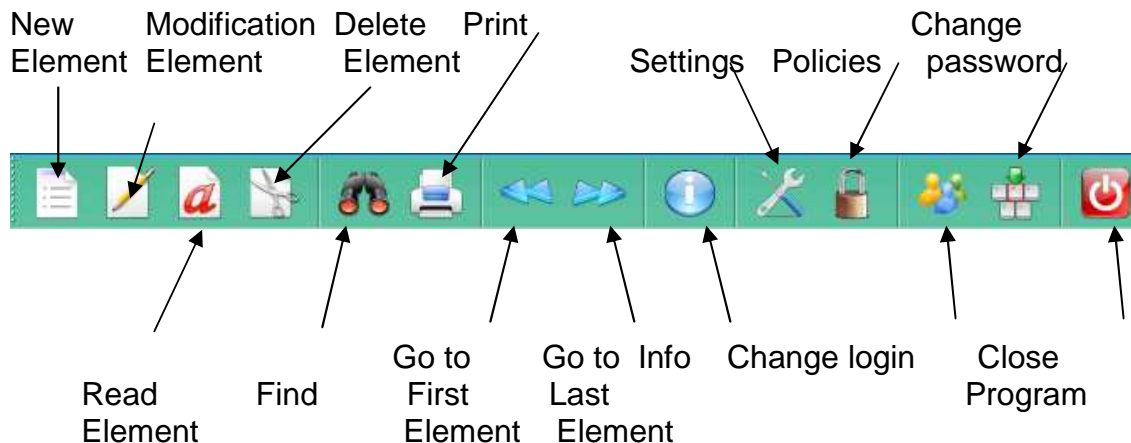 New Modification Delete Print Change
Element Element Element Settings Policies password
Go to Go to Info Change login Close
Read Find First Last Program
Element Element Element